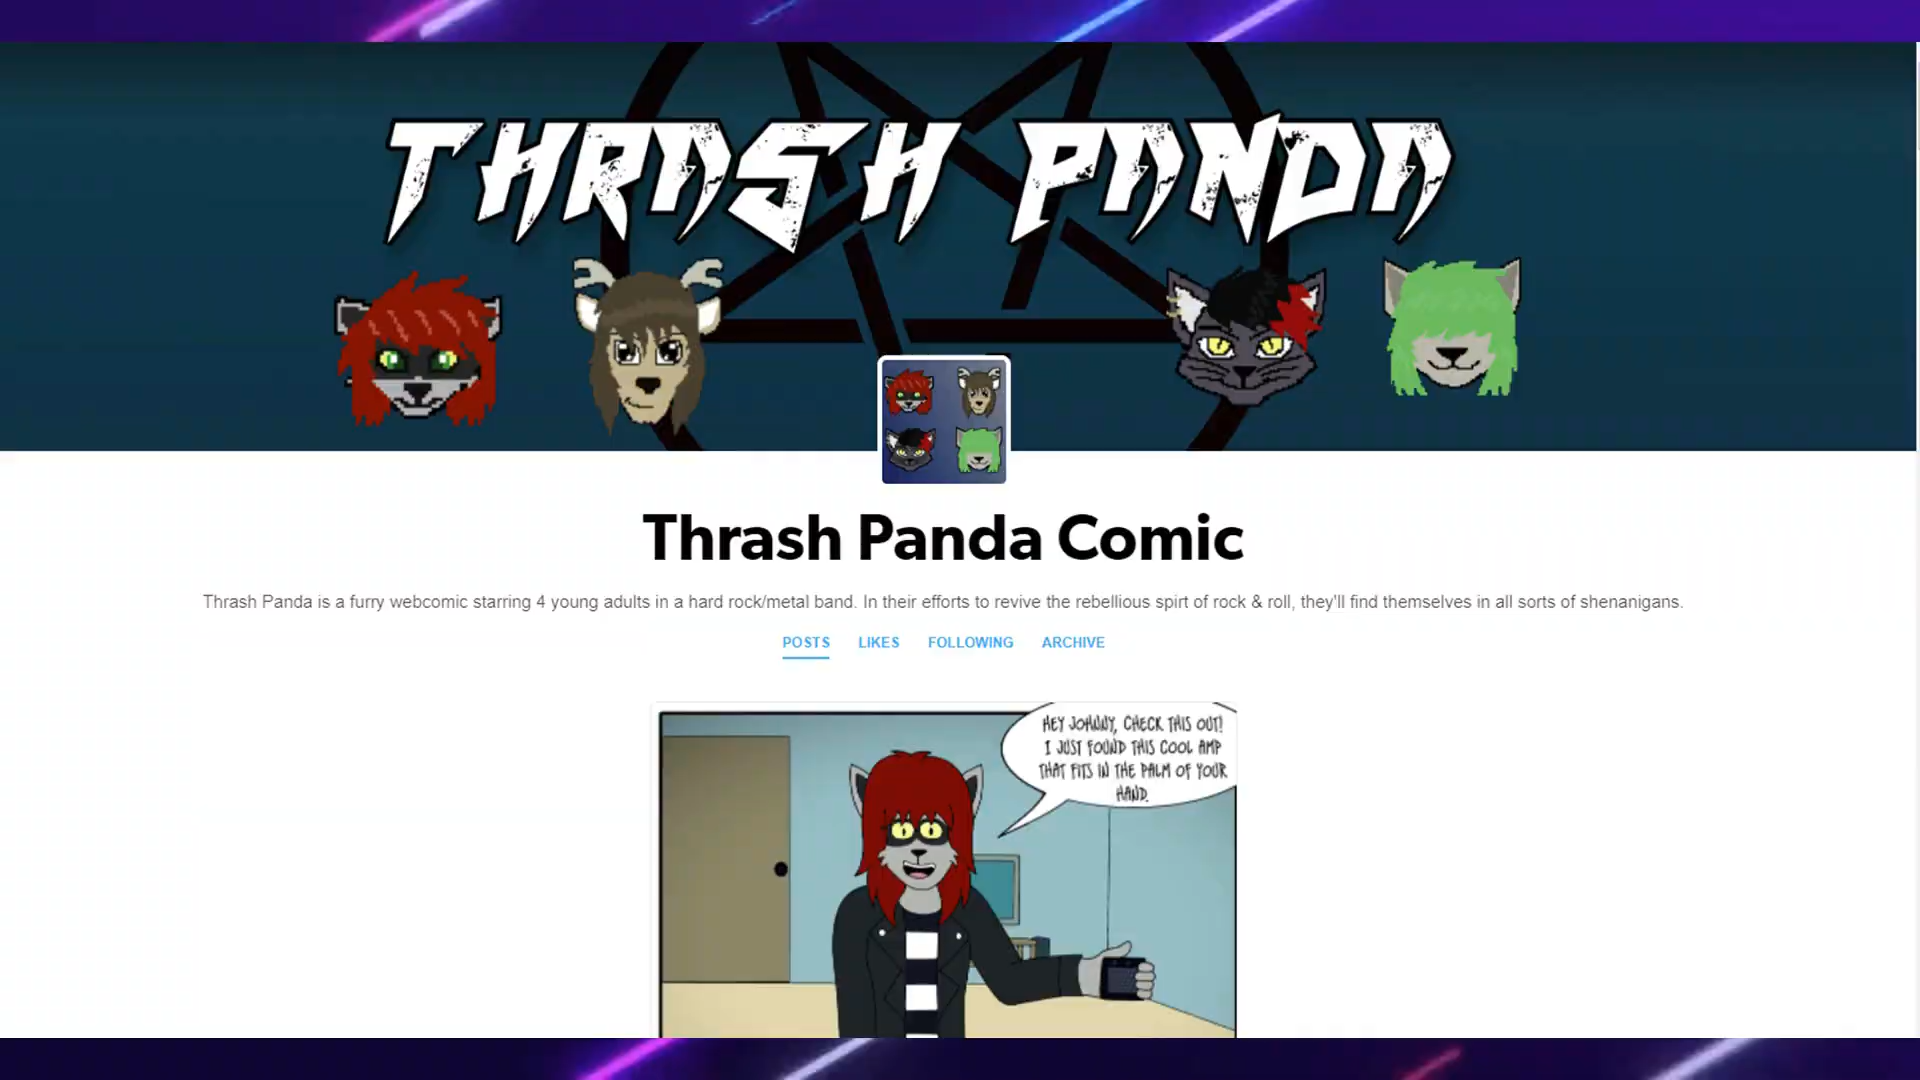 THRASH PANDA
Thrash Panda Comic
Thrash Panda is a furry webcomic starring 4 young adults in a hard rock/metal band. In their efforts to revive the rebellious spirt of rock & roll, they'll find themselves in all sorts of shenanigans.
POSTS LIKES FOLLOWING ARCHIVE
HEY JOHNNY, CHECK THIS OUT!
I JUST FOUND THIS COOL AMP
THAT FITS IN THE PALM OF YOUR
HAND.